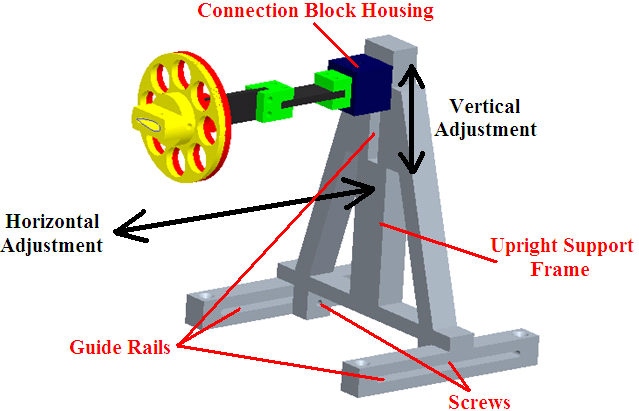 Connection Block Housing
Vertical
Adjustment
Horizontal
Adjustment
Upright Support
Frame
Guide Rails
Screws